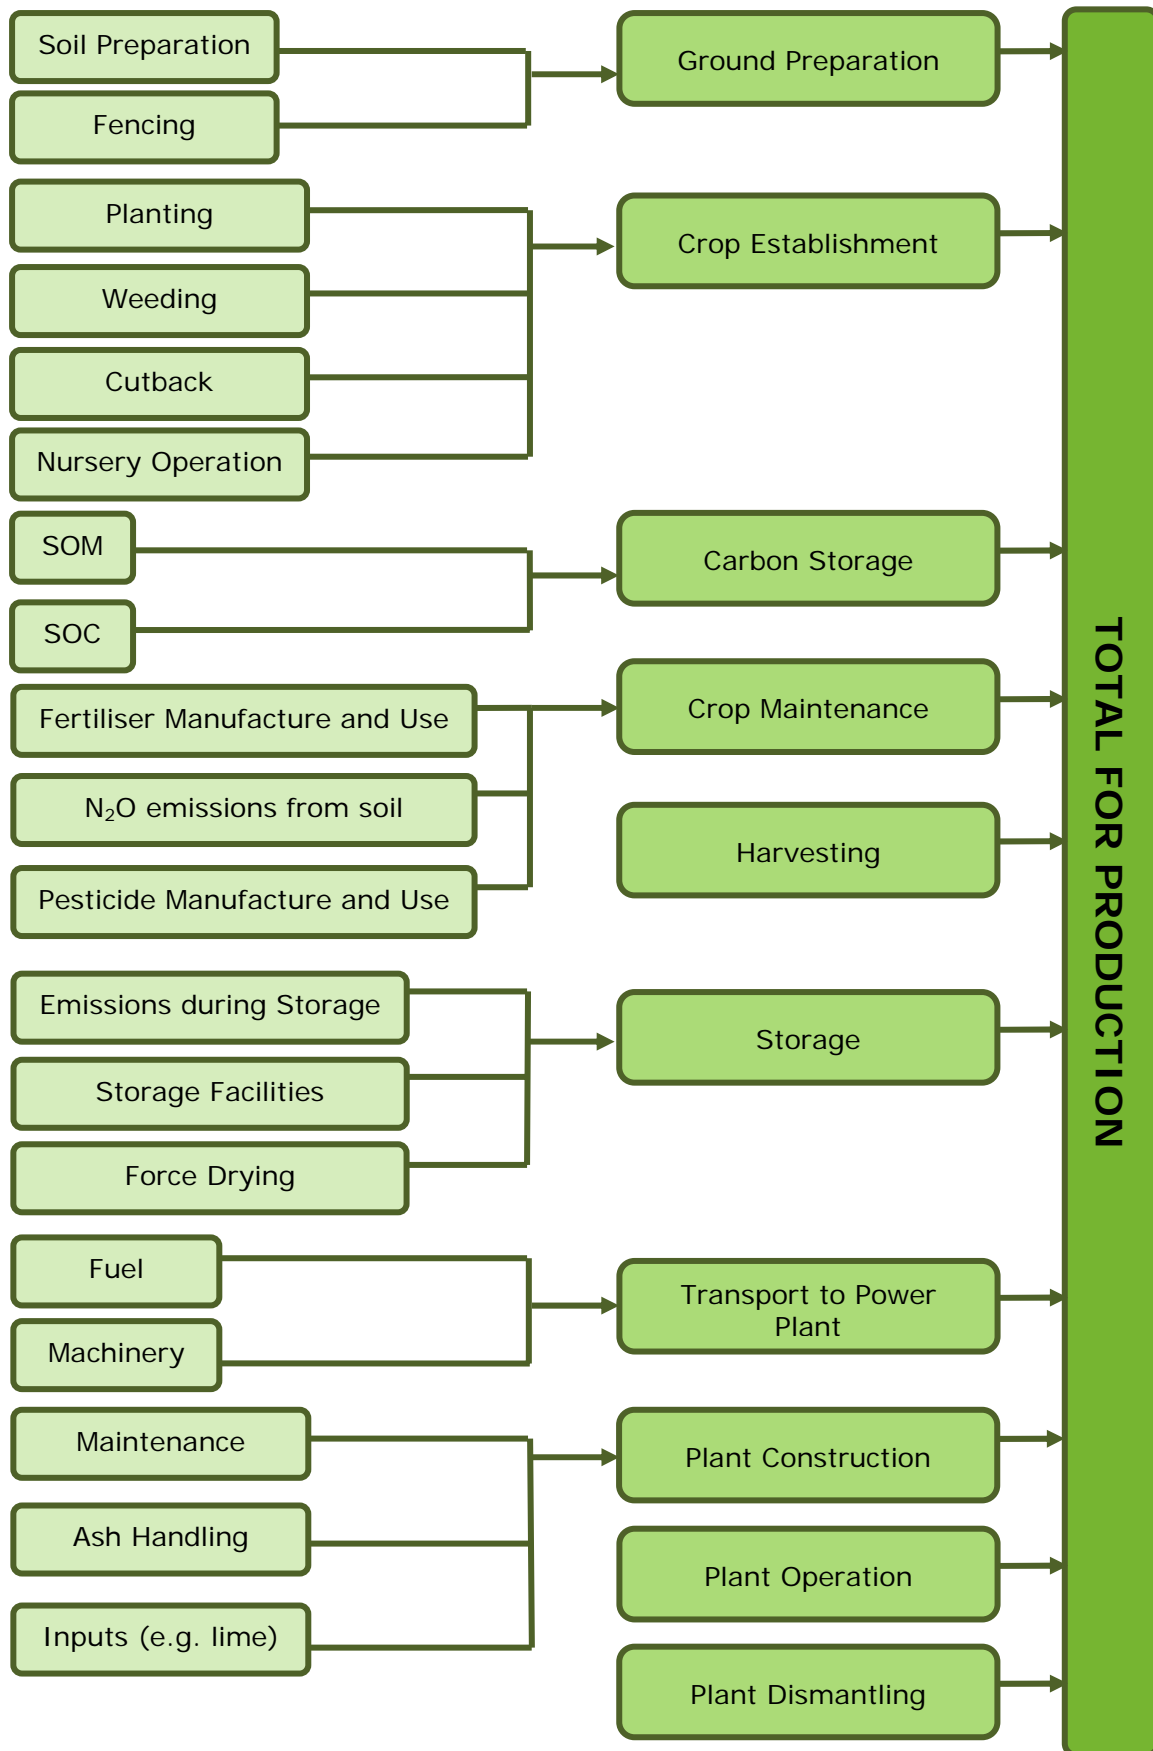 Soil Preparation
Fencing
Ground Preparation
Planting
Weeding
Cutback
Nursery Operation
Crop Establishment
SOM
SOC
Carbon Storage
Fertiliser Manufacture and Use
N₂O emissions from soil
Pesticide Manufacture and Use
Crop Maintenance
Harvesting
Emissions during Storage
Storage Facilities
Force Drying
Storage
Fuel
Machinery
Transport to Power
Plant
Maintenance
Ash Handling
Inputs (e.g. lime)
Plant Construction
Plant Operation
Plant Dismantling
TOTAL FOR PRODUCTION